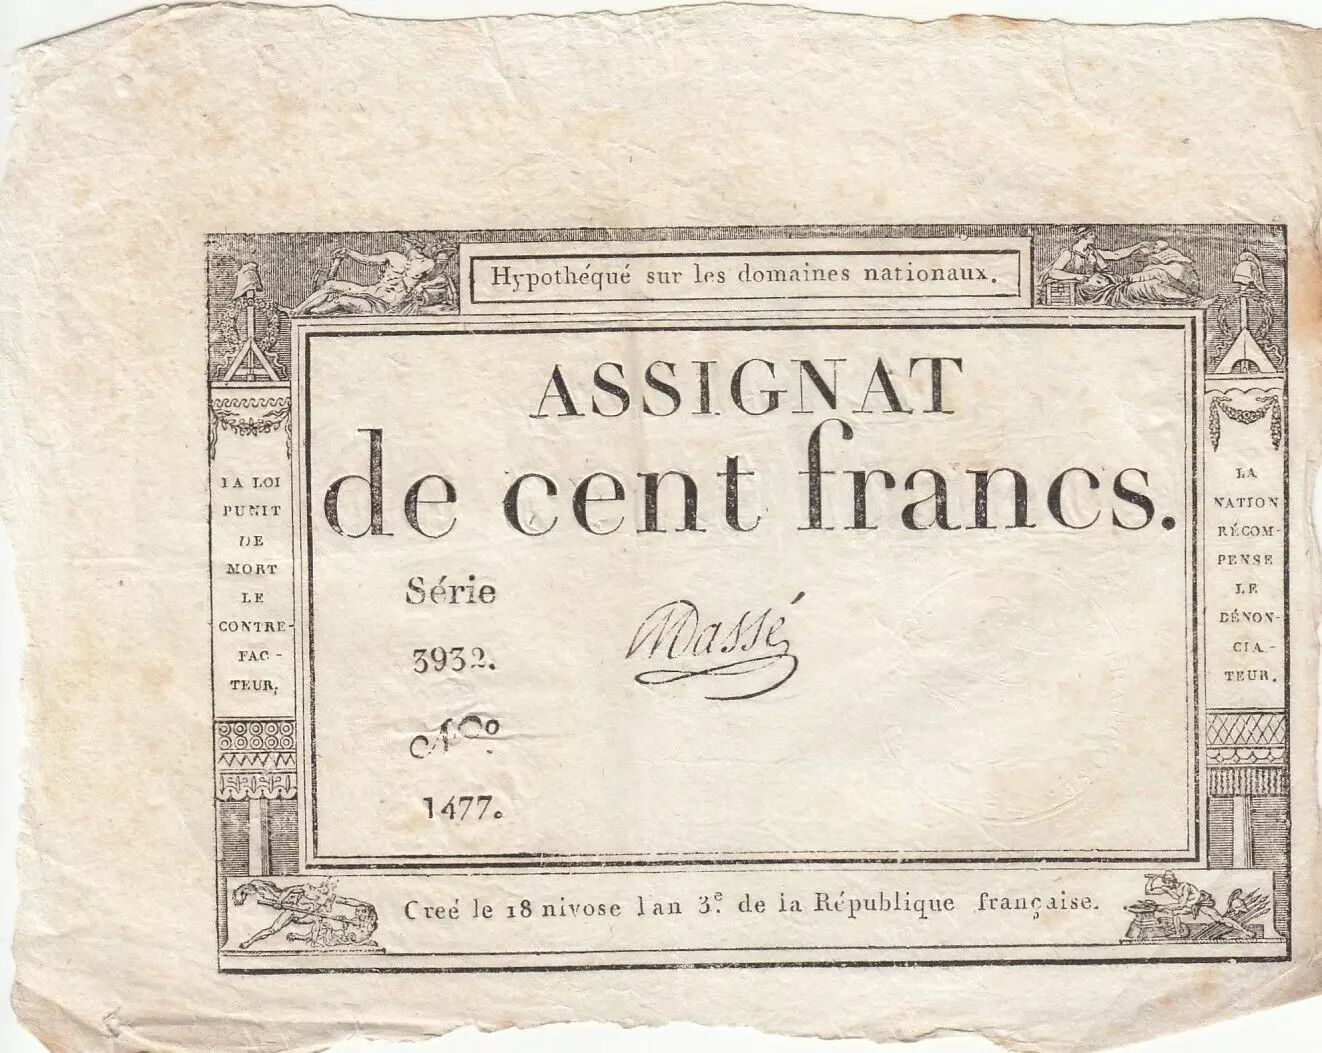 Hypothéqué sur les domaines nationaux.
ASSIGNAT
de cent francs.
LA LOI
PUNIT
DE
MORT
LE
CONTRE-
FAC-
TEUR.
Série
3932.
Massé
Nº
1477.
LA
NATION
RÉCOM-
PENSE
LE
DÉNON-
CIA-
TEUR.
Creé le 18 nivose l'an 3.e de la République française.